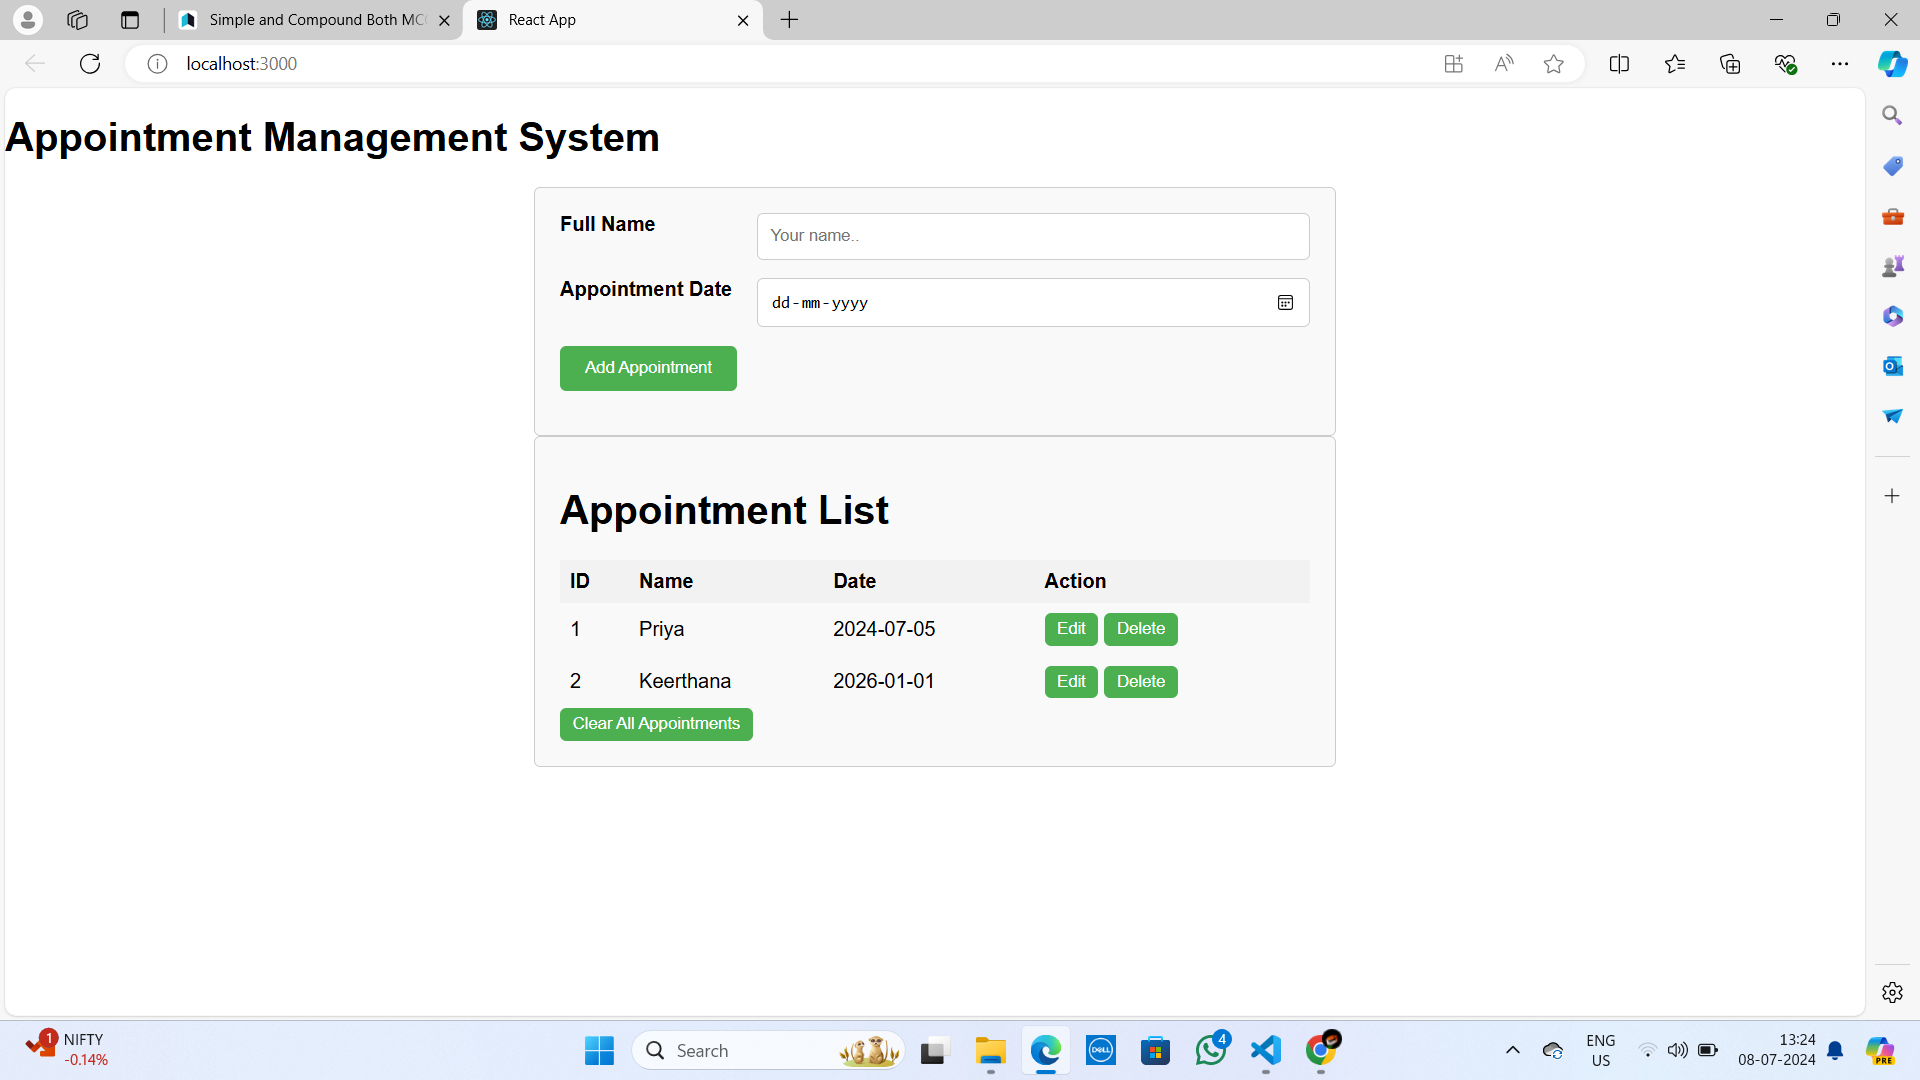 Simple and Compound Both MC
React App
localhost:3000
Appointment Management System
Full Name
Your name..
Appointment Date
dd-mm-yyyy
Add Appointment
Appointment List
ID Name Date Action
1 Priya 2024-07-05 Edit Delete
2 Keerthana 2026-01-01 Edit Delete
Clear All Appointments
1 NIFTY
-0.14%
Search
DELL
4
PRE
ENG
US
13:24
08-07-2024